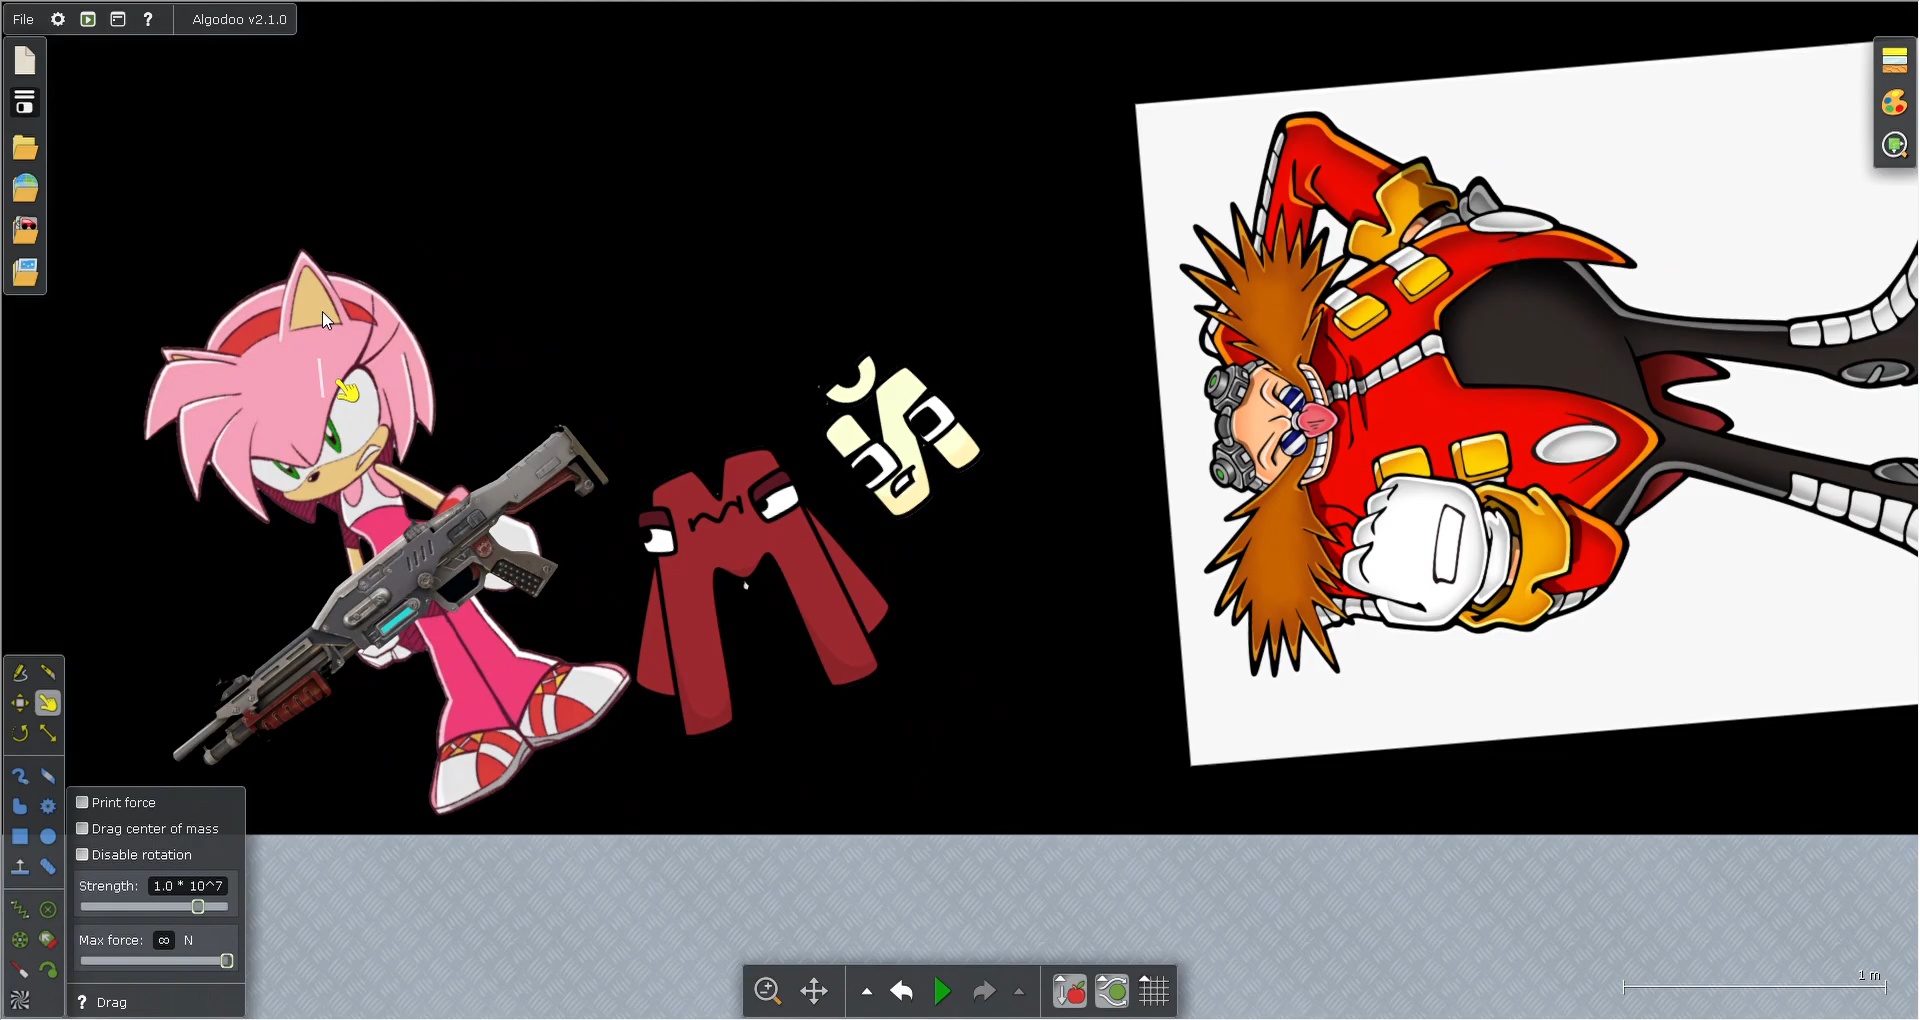 File ? Algodoo v2.1.0
Print force
Drag center of mass
Disable rotation
Strength: 1.0 * 10^7
Max force: ∞ N
? Drag
1 m